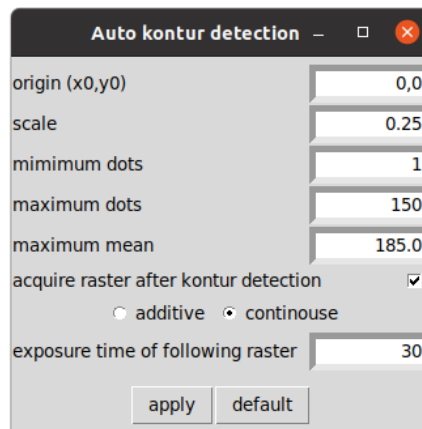 Auto kontur detection
origin (x0,y0) 0,0
scale 0.25
mimimum dots 1
maximum dots 150
maximum mean 185.0
acquire raster after kontur detection
additive continouse
exposure time of following raster 30
apply default